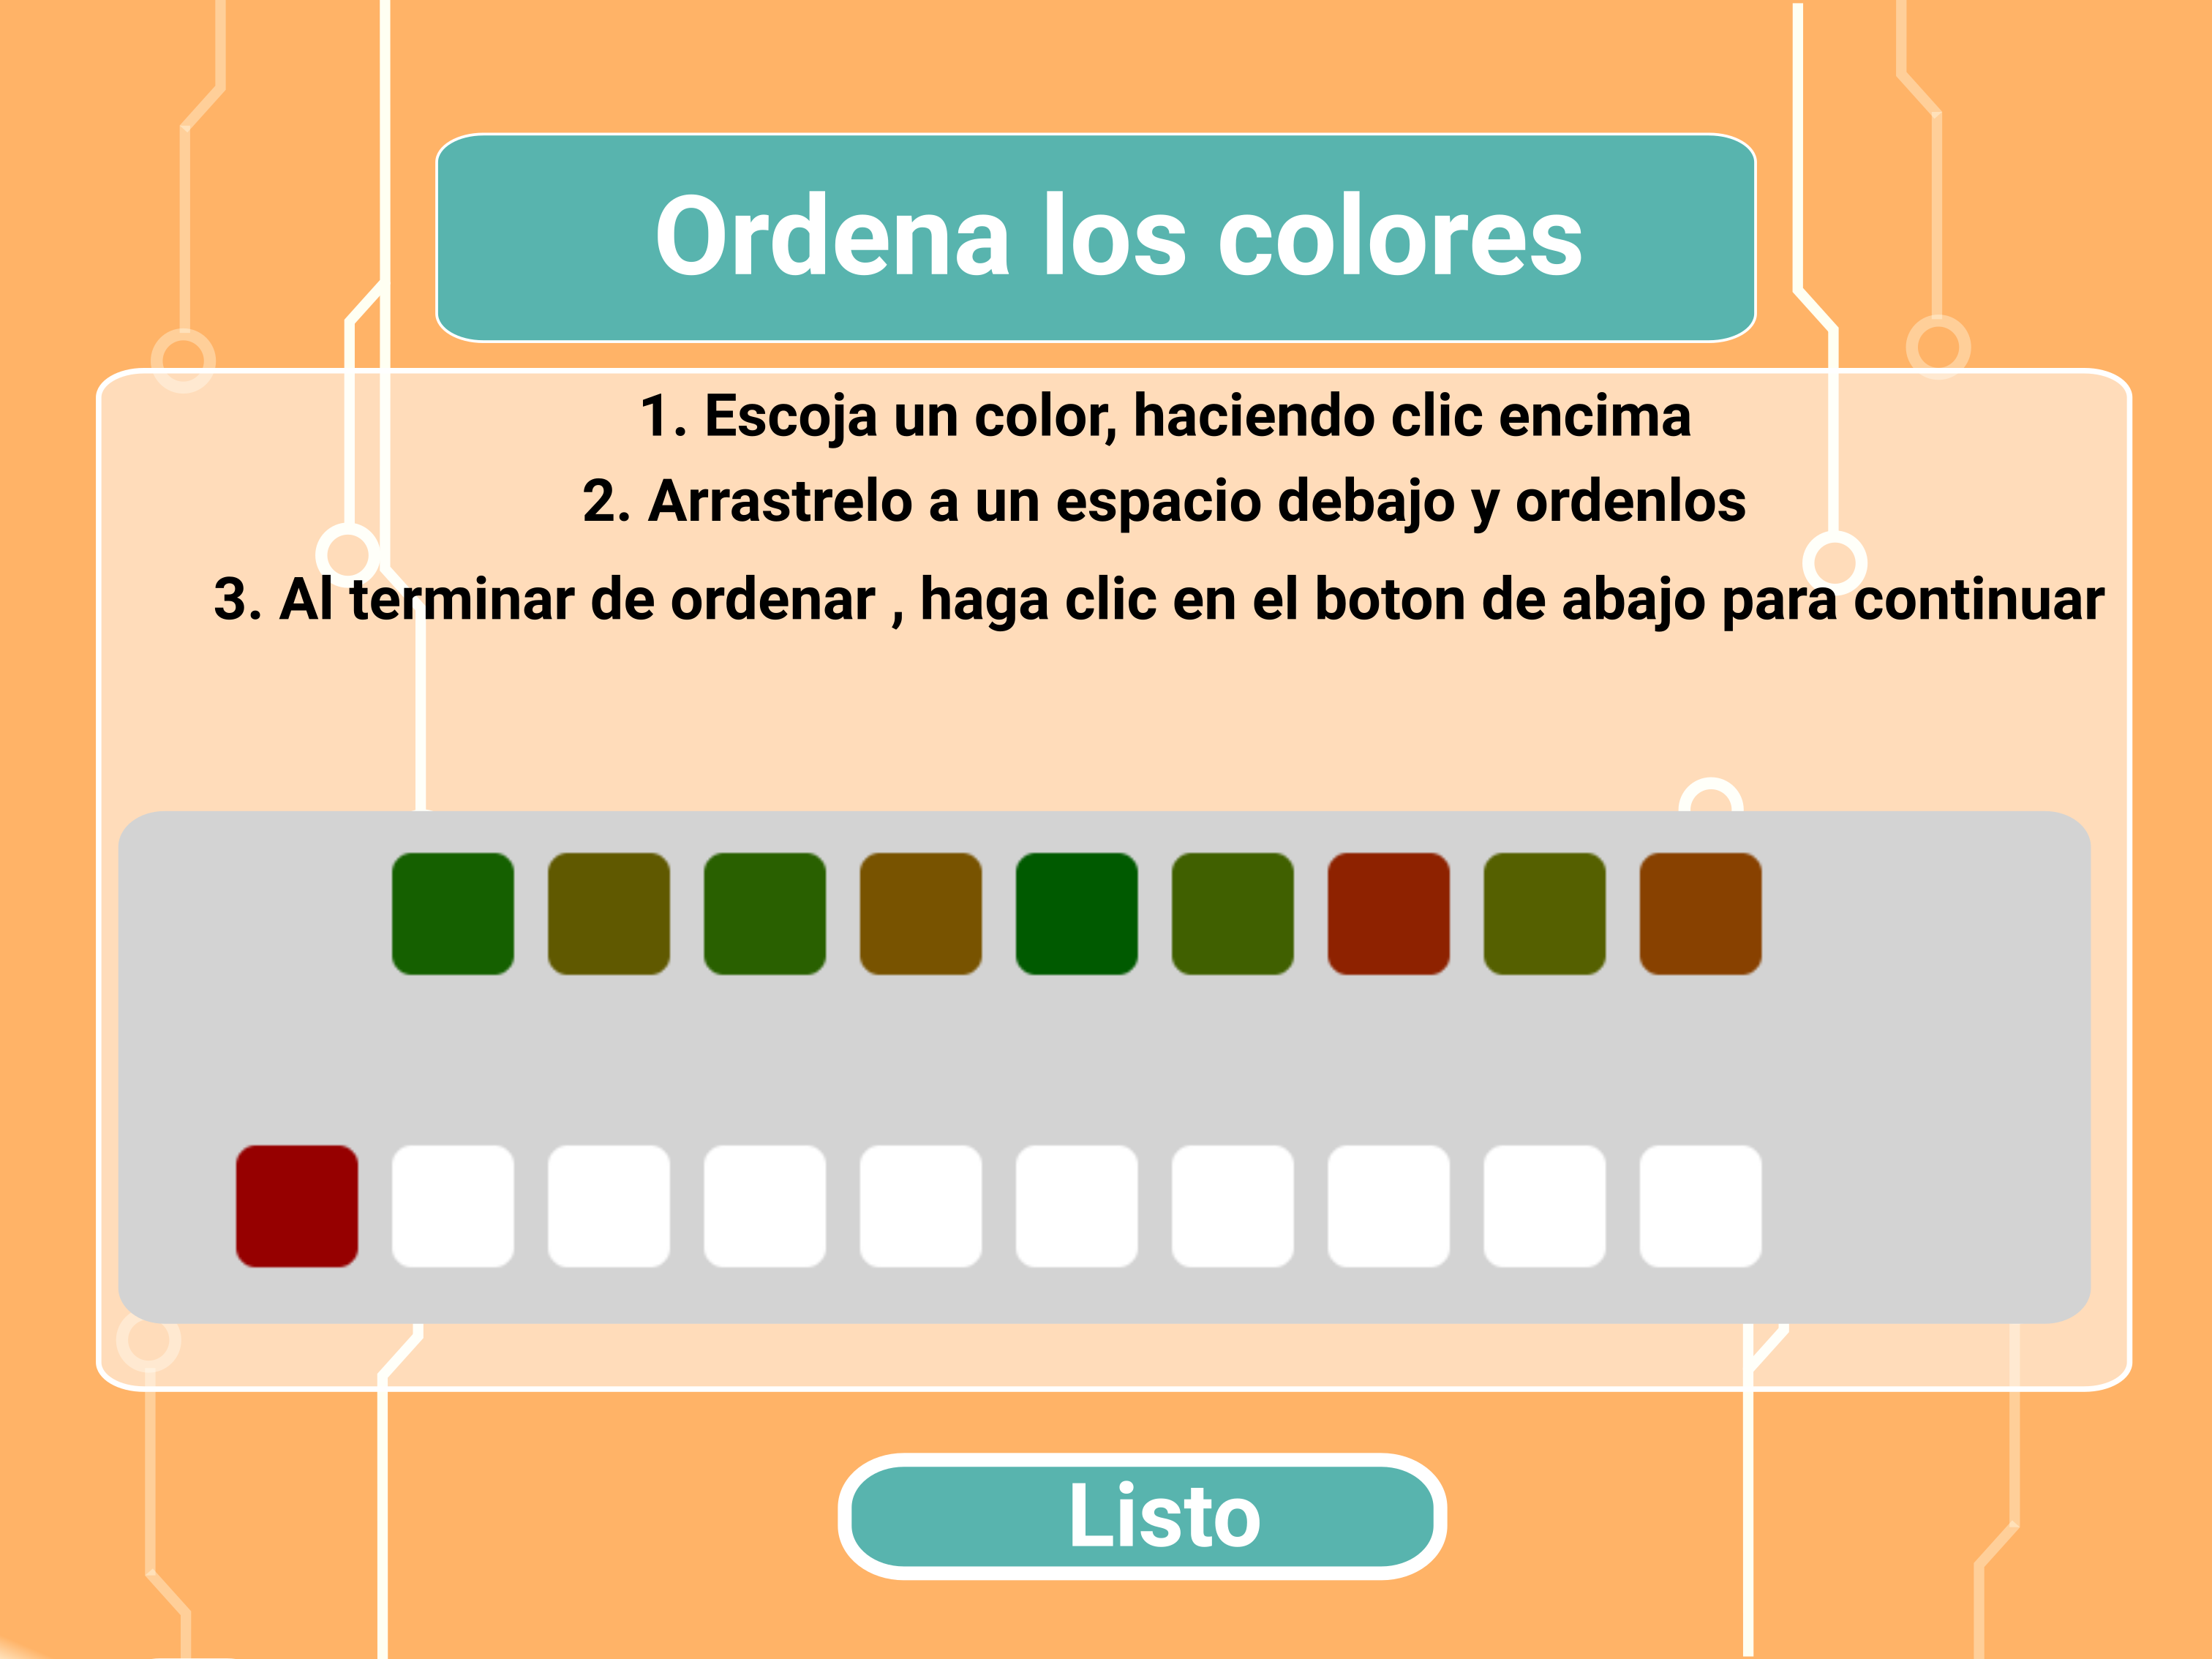 Ordena los colores
1. Escoja un color, haciendo clic encima
2. Arrastrelo a un espacio debajo y ordenlos
3. Al terminar de ordenar , haga clic en el boton de abajo para continuar
Listo